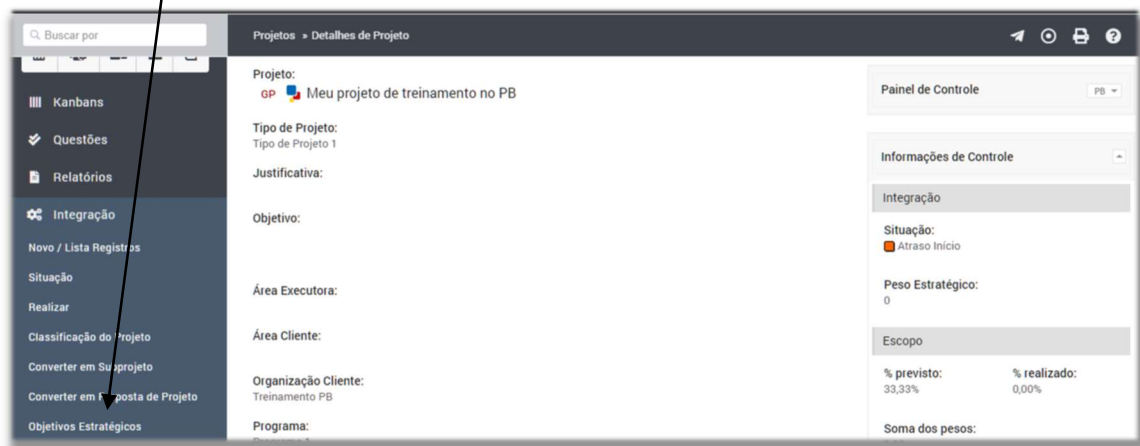 Buscar por
Projetos » Detalhes de Projeto
Kanbans
Questões
Relatórios
Integração
Novo / Lista Registros
Situação
Realizar
Classificação do Projeto
Converter em Subprojeto
Converter em Proposta de Projeto
Objetivos Estratégicos
Projeto:
GP Meu projeto de treinamento no PB
Tipo de Projeto:
Tipo de Projeto 1
Justificativa:
Objetivo:
Área Executora:
Área Cliente:
Organização Cliente:
Treinamento PB
Programa:
Painel de Controle PB
Informações de Controle
Integração
Situação:
Atraso Início
Peso Estratégico:
0
Escopo
% previsto: % realizado:
33,33% 0,00%
Soma dos pesos: